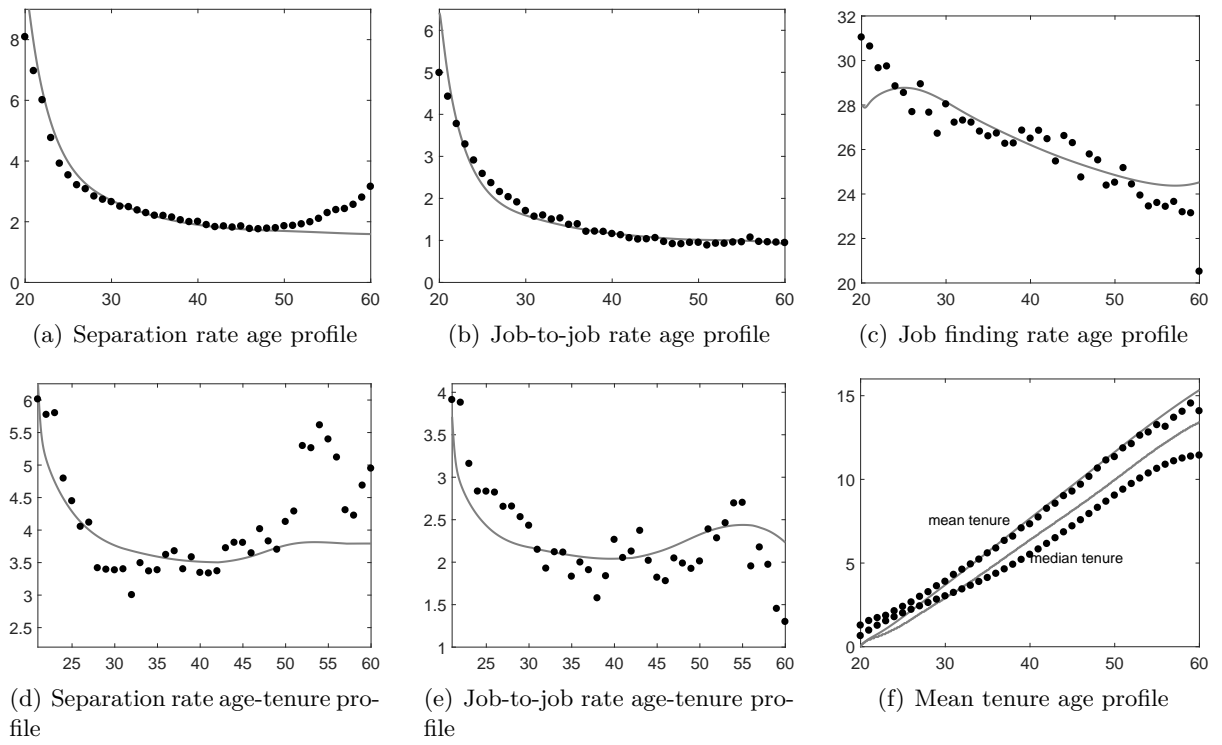 8
6
4
2
0
20 30 40 50 60
(a) Separation rate age profile
6
5
4
3
2
1
0
20 30 40 50 60
(b) Job-to-job rate age profile
32
30
28
26
24
22
20
20 30 40 50 60
(c) Job finding rate age profile
6
5.5
5
4.5
4
3.5
3
2.5
25 30 35 40 45 50 55 60
(d) Separation rate age-tenure pro-
file
4
3.5
3
2.5
2
1.5
1
25 30 35 40 45 50 55 60
(e) Job-to-job rate age-tenure pro-
file
15
10
5
0
mean tenure
median tenure
20 30 40 50 60
(f) Mean tenure age profile